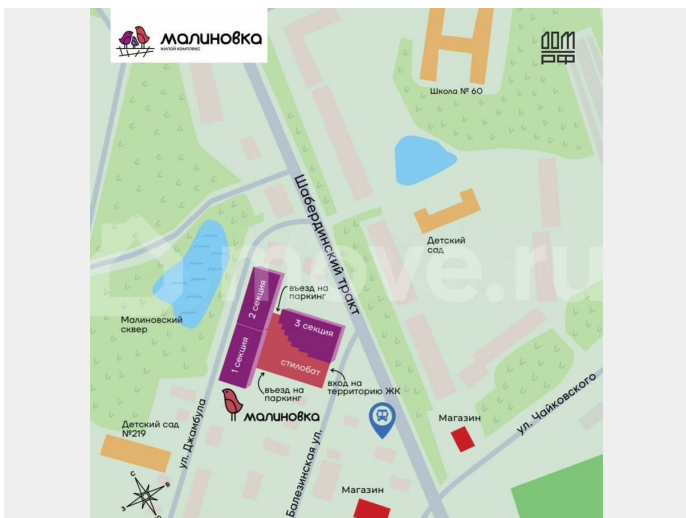 малиновка
жилой комплекс
ДОМ
РФ
Школа № 60
Шабердинский тракт
Детский
сад
move.ru
въезд на
паркинг
2 секция
3 секция
Малиновский
сквер
1 секция
стилобат
въезд на
паркинг
вход на
территорию ЖК
малиновка
ул. Джамбула
Балезинская ул.
Магазин
ул. Чайковского
Детский сад
№219
Магазин
С
В
З